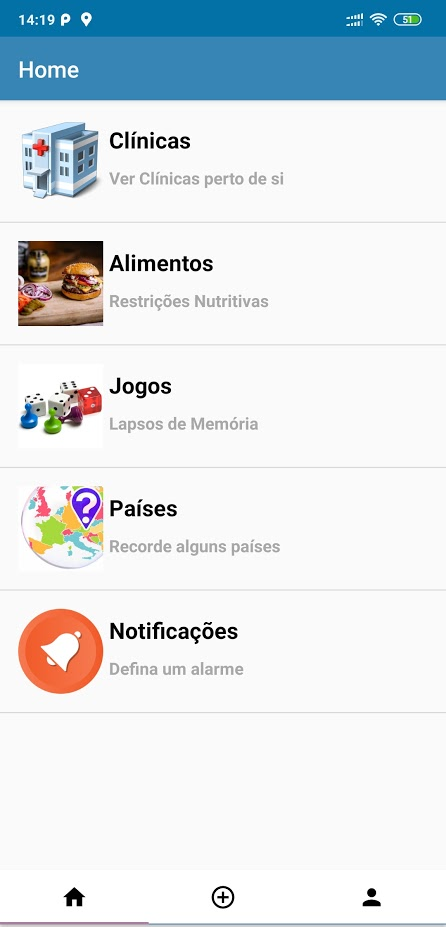 14:19
51
Home
Clínicas
Ver Clínicas perto de si
Alimentos
Restrições Nutritivas
Jogos
Lapsos de Memória
Países
Recorde alguns países
Notificações
Defina um alarme